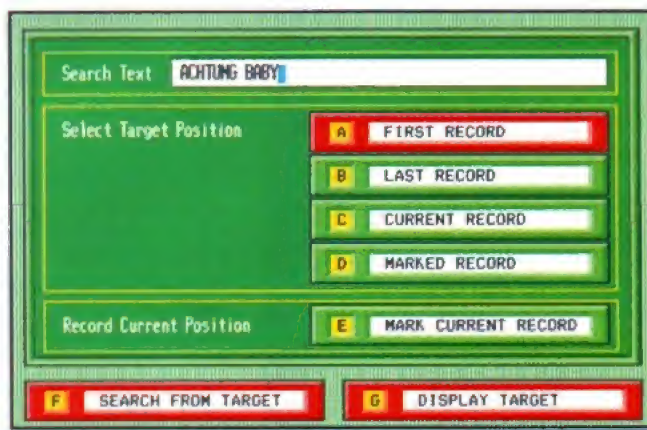 Search Text ACHTUNG BABY
Select Target Position
A FIRST RECORD
B LAST RECORD
C CURRENT RECORD
D MARKED RECORD
Record Current Position E MARK CURRENT RECORD
F SEARCH FROM TARGET G DISPLAY TARGET